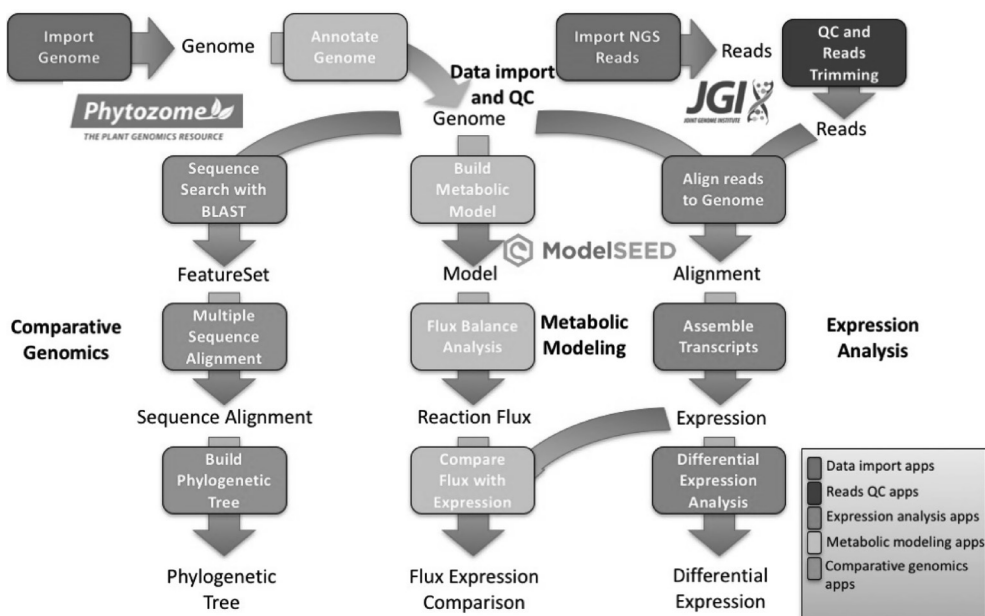 Import
Genome
Genome
Annotate
Genome
Import NGS
Reads
Reads
QC and
Reads
Trimming
Data import
and QC
Phytozome
THE PLANT GENOMICS RESOURCE
JGI
JOINT GENOME INSTITUTE
Genome
Reads
Sequence
Search with
BLAST
Build
Metabolic
Model
Align reads
to Genome
ModelSEED
FeatureSet
Model
Alignment
Comparative
Genomics
Multiple
Sequence
Alignment
Flux Balance
Analysis
Metabolic
Modeling
Assemble
Transcripts
Expression
Analysis
Sequence Alignment
Reaction Flux
Expression
Build
Phylogenetic
Tree
Compare
Flux with
Expression
Differential
Expression
Analysis
Data import apps
Reads QC apps
Expression analysis apps
Metabolic modeling apps
Comparative genomics
apps
Phylogenetic
Tree
Flux Expression
Comparison
Differential
Expression